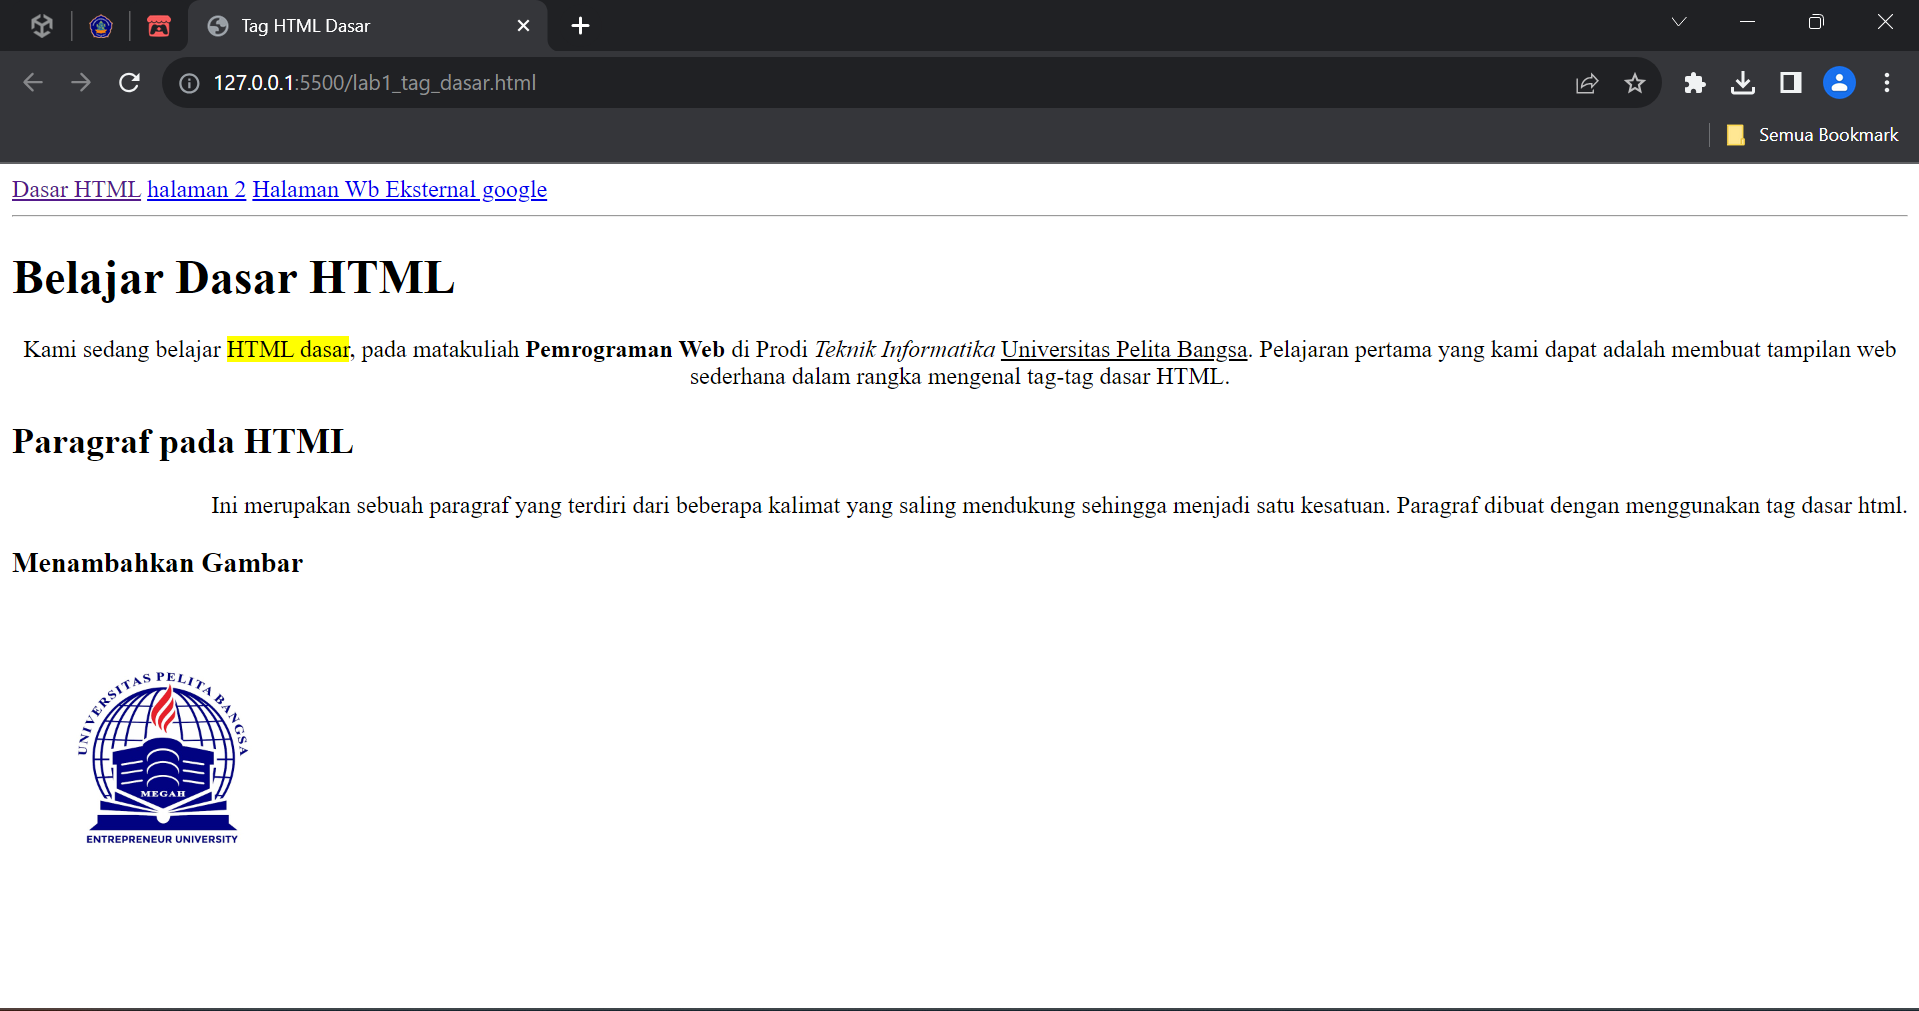 Tag HTML Dasar
127.0.0.1:5500/lab1_tag_dasar.html
Semua Bookmark
Dasar HTML halaman 2 Halaman Wb Eksternal google
Belajar Dasar HTML
Kami sedang belajar HTML dasar, pada matakuliah Pemrograman Web di Prodi Teknik Informatika Universitas Pelita Bangsa. Pelajaran pertama yang kami dapat adalah membuat tampilan web
sederhana dalam rangka mengenal tag-tag dasar HTML.
Paragraf pada HTML
Ini merupakan sebuah paragraf yang terdiri dari beberapa kalimat yang saling mendukung sehingga menjadi satu kesatuan. Paragraf dibuat dengan menggunakan tag dasar html.
Menambahkan Gambar
UNIVERSITAS PELITA BANGSA
MEGAH
ENTREPRENEUR UNIVERSITY